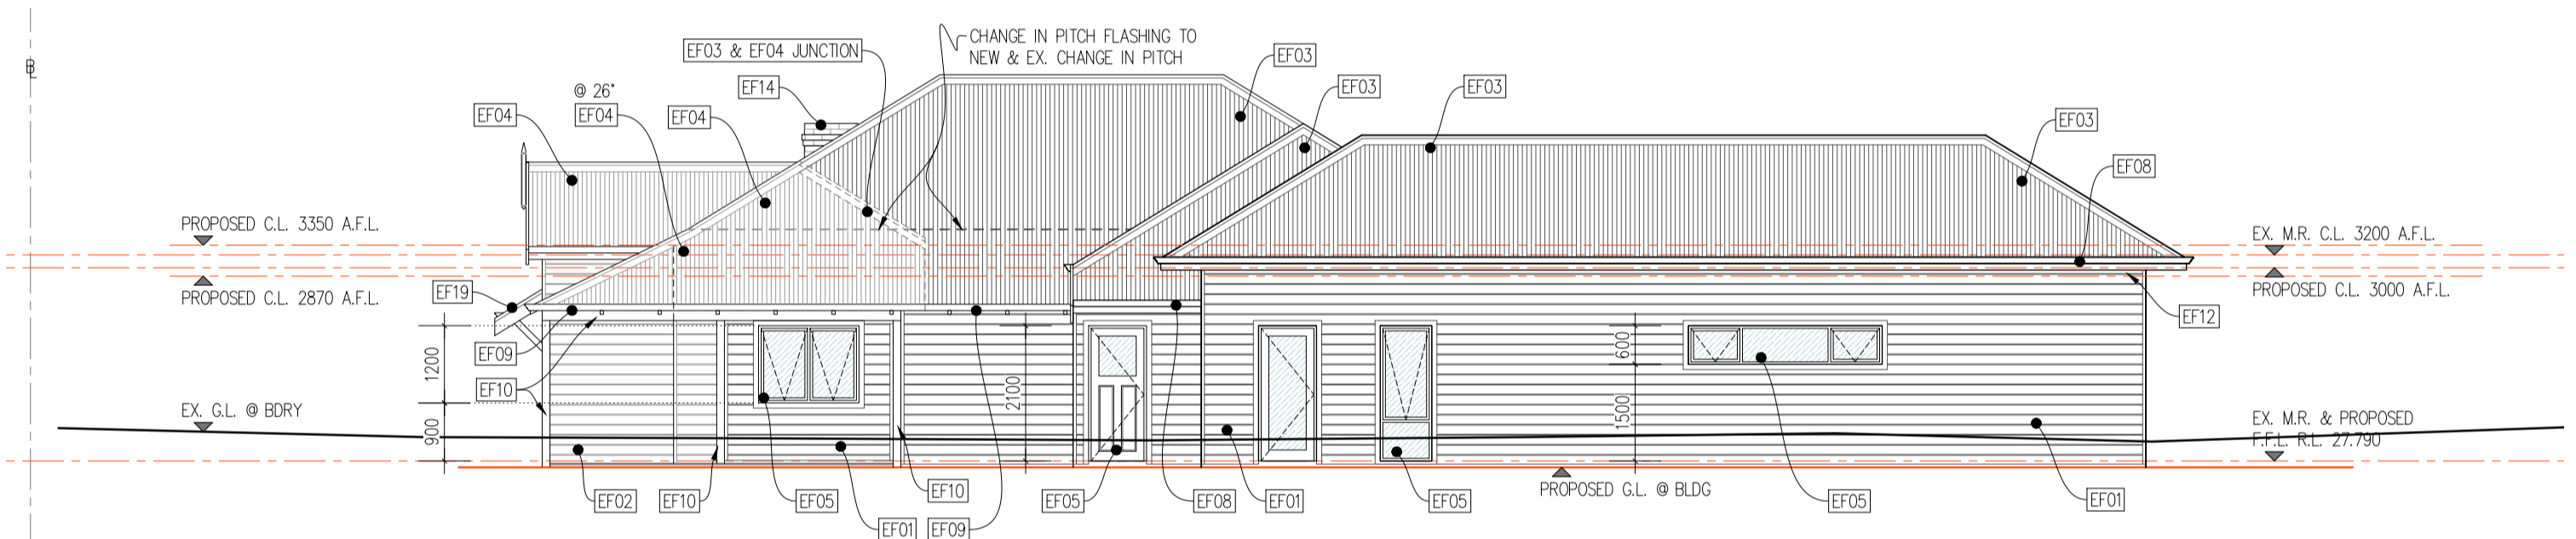 CHANGE IN PITCH FLASHING TO
NEW & EX. CHANGE IN PITCH
EF03 & EF04 JUNCTION
EF03
EF14
EF03
EF03
@ 26°
EF04
EF04
EF04
EF03
EF08
BL
PROPOSED C.L. 3350 A.F.L.
EX. M.R. C.L. 3200 A.F.L.
PROPOSED C.L. 2870 A.F.L.
PROPOSED C.L. 3000 A.F.L.
EF19
EF12
EF09
EF10
1200
900
2100
600
1500
EX. G.L. @ BDRY
EX. M.R. & PROPOSED
F.F.L. R.L. 27.790
PROPOSED G.L. @ BLDG
EF02
EF10
EF05
EF01
EF10
EF09
EF05
EF08
EF01
EF05
EF05
EF01